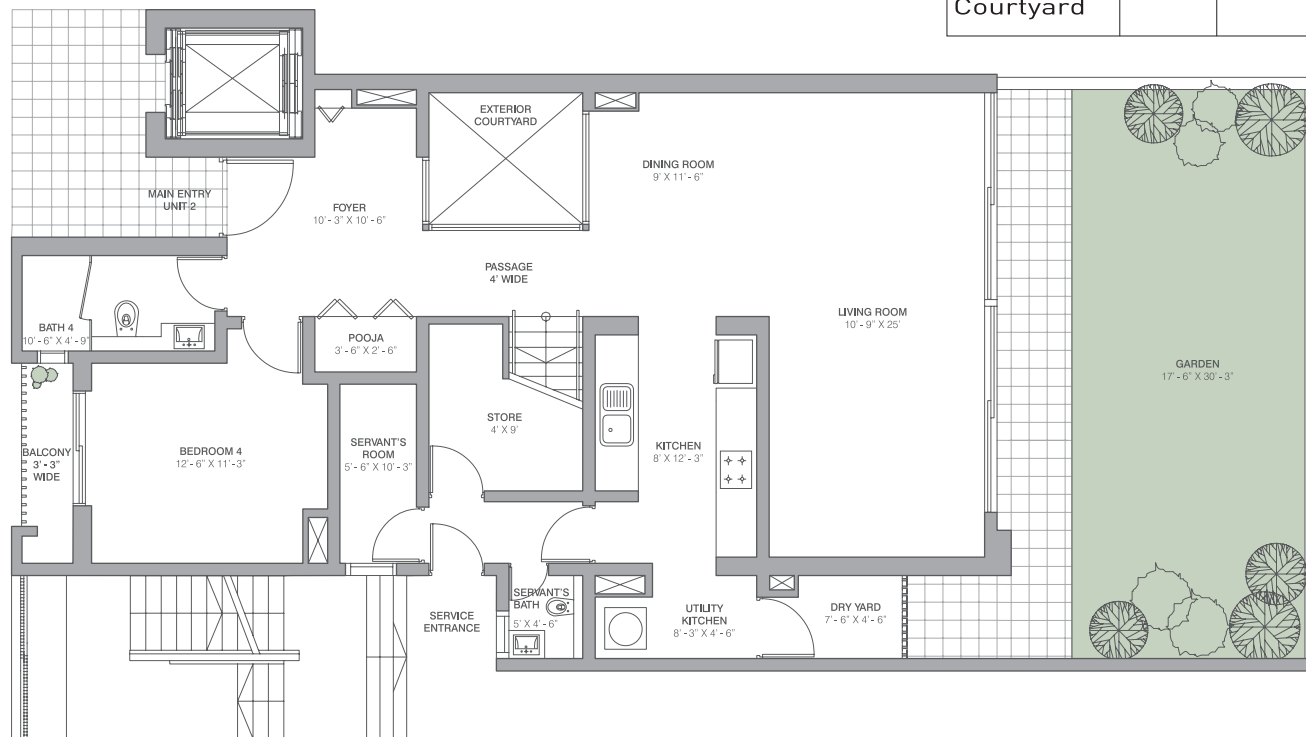 Courtyard
EXTERIOR
COURTYARD
DINING ROOM
9' X 11'- 6"
MAIN ENTRY
UNIT-2
FOYER
10' - 3" X 10' - 6"
PASSAGE
4' WIDE
BATH 4
10' - 6" X 4' - 9"
POOJA
3' - 6" X 2' - 6"
LIVING ROOM
10' - 9" X 25'
GARDEN
17' - 6" X 30' - 3"
STORE
4' X 9'
BALCONY
3' - 3"
WIDE
BEDROOM 4
12' - 6" X 11' - 3"
SERVANT'S
ROOM
5' - 6" X 10' - 3"
KITCHEN
8' X 12' - 3"
SERVICE
ENTRANCE
SERVANT'S
BATH
5' X 4' - 6"
UTILITY
KITCHEN
8' - 3" X 4' - 6"
DRY YARD
7' - 6" X 4' - 6"